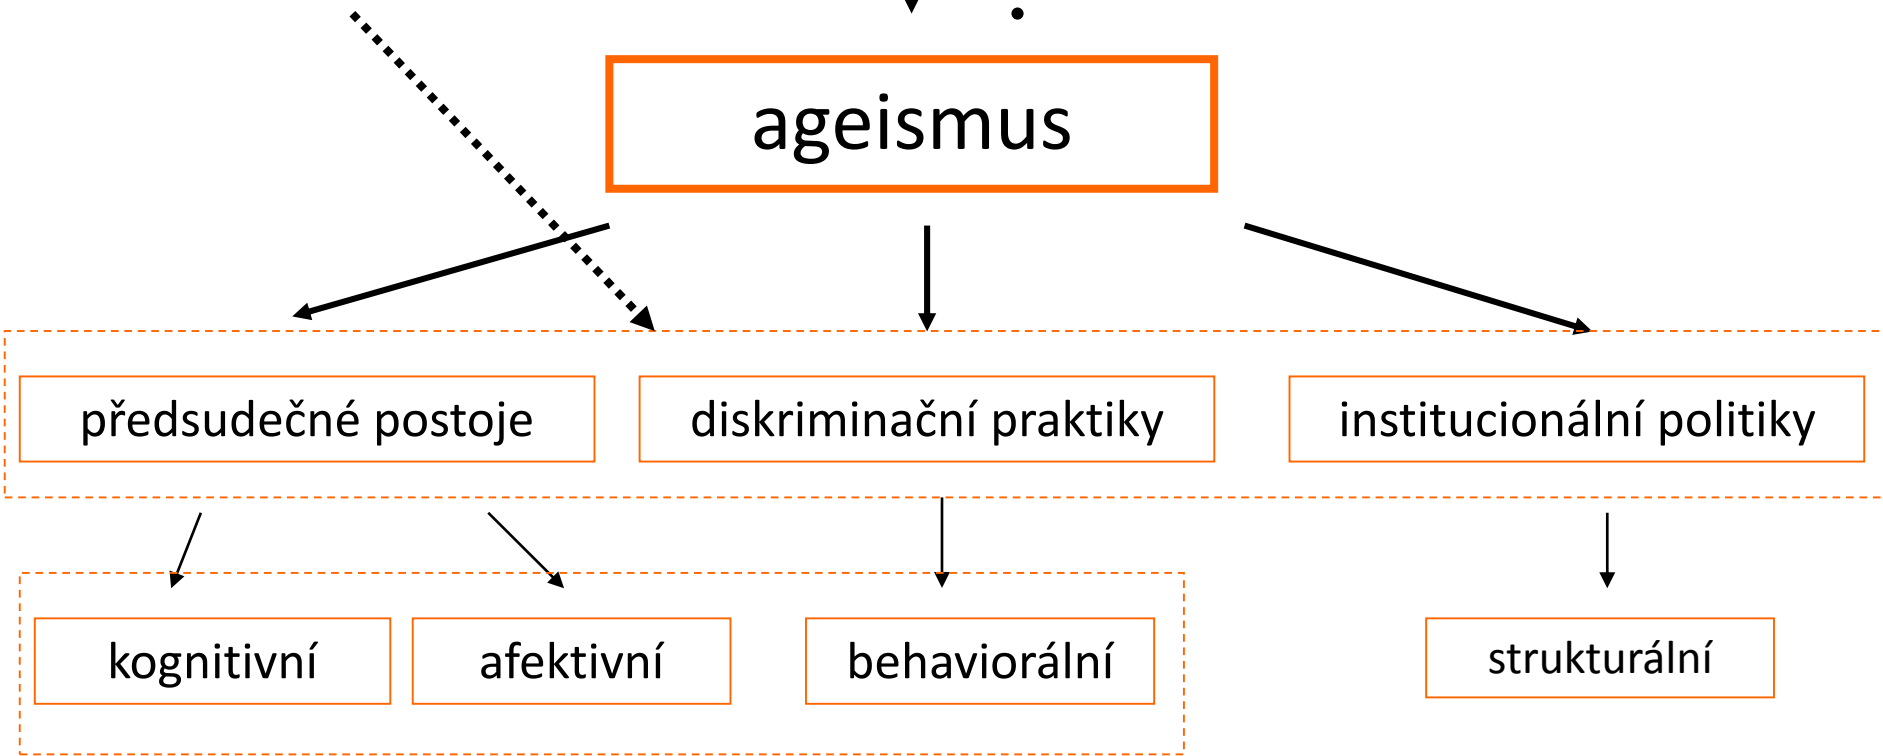 ageismus
předsudečné postoje
diskriminační praktiky
institucionální politiky
kognitivní
afektivní
behaviorální
strukturální